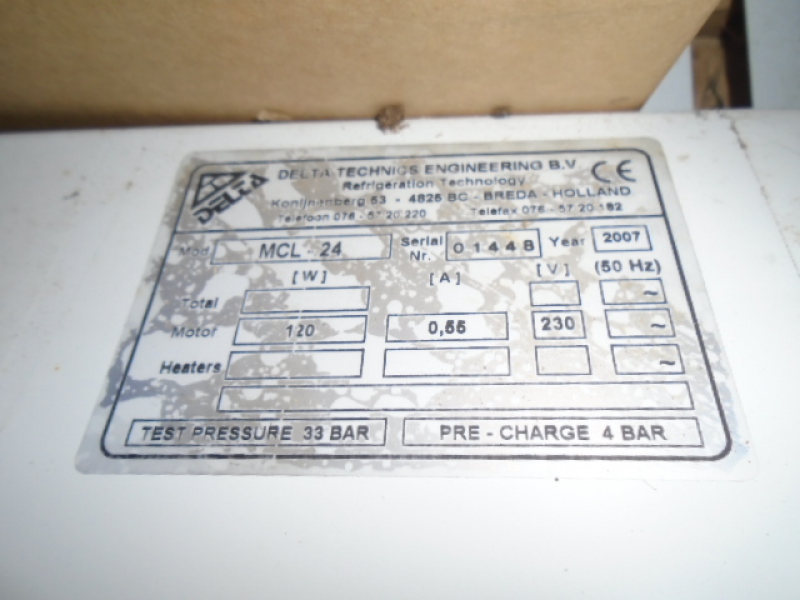 DELTA
DELTA TECHNICS ENGINEERING B.V.
CE
Refrigeration Technology
Konijnenberg 53 - 4825 BC - BREDA - HOLLAND
Telefoon 076 - 57 20 220 Telefax 076 - 57 20 182
Mod. MCL - 24 Serial Nr. 01448 Year 2007
[W] [A] [V] (50 Hz)
Total ~
Motor 120 0,55 230 ~
Heaters ~
TEST PRESSURE 33 BAR PRE - CHARGE 4 BAR